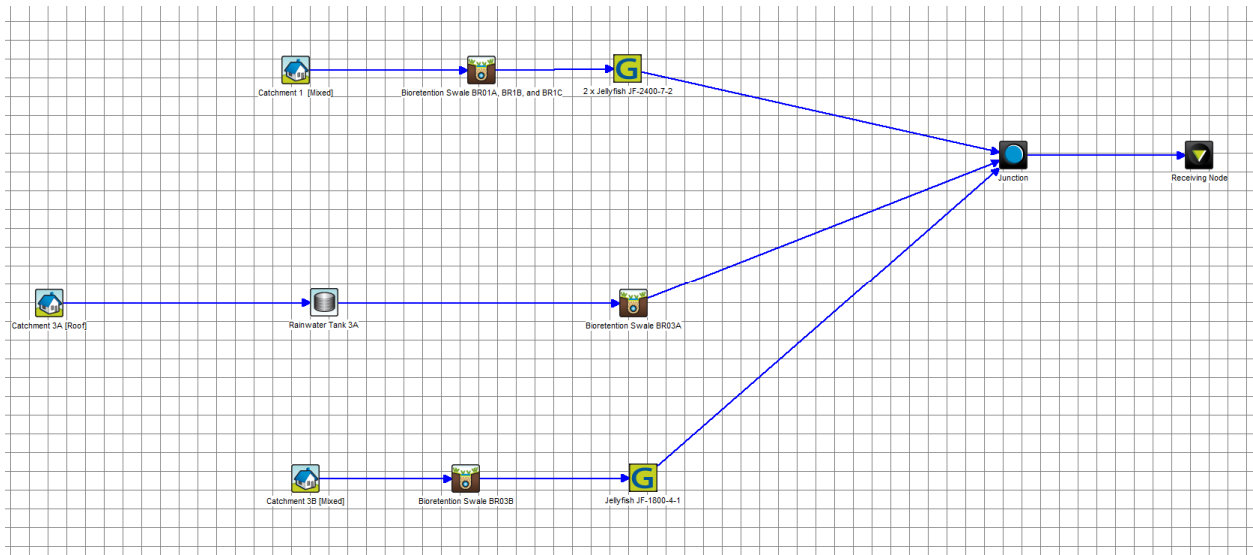 Catchment 1 [Mixed]
Bioretention Swale BR01A, BR1B, and BR1C
G
2 x Jellyfish JF-2400-7-2
Junction
Receiving Node
Catchment 3A [Roof]
Rainwater Tank 3A
Bioretention Swale BR03A
Catchment 3B [Mixed]
Bioretention Swale BR03B
G
Jellyfish JF-1800-4-1